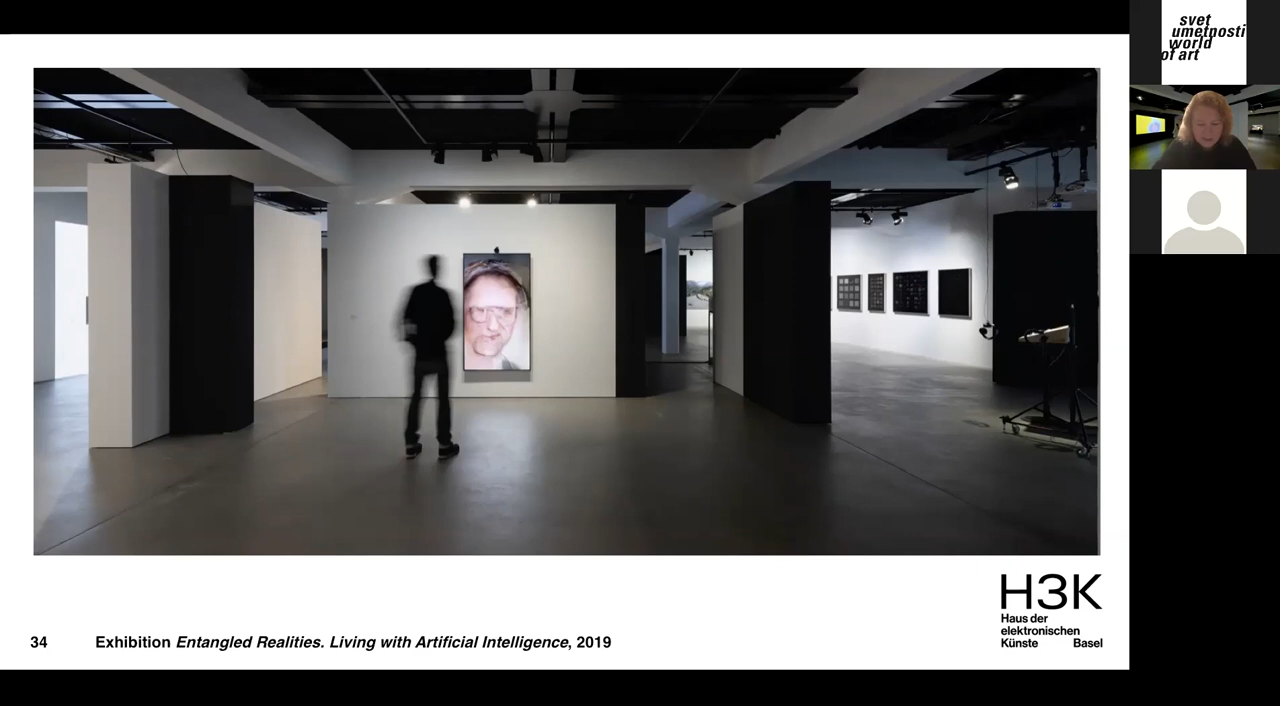 svet
umetnosti
world
of art
H3K
Haus der
elektronischen
Künste Basel
34 Exhibition Entangled Realities. Living with Artificial Intelligence, 2019